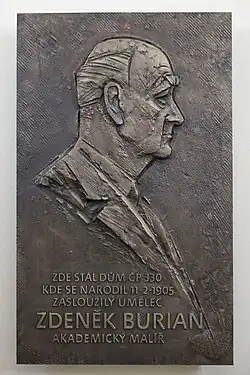 ZDE STÁL DŮM ČP 330
KDE SE NARODIL 11·2·1905
ZASLOUŽILÝ UMĚLEC
ZDENĚK BURIAN
AKADEMICKÝ MALÍŘ